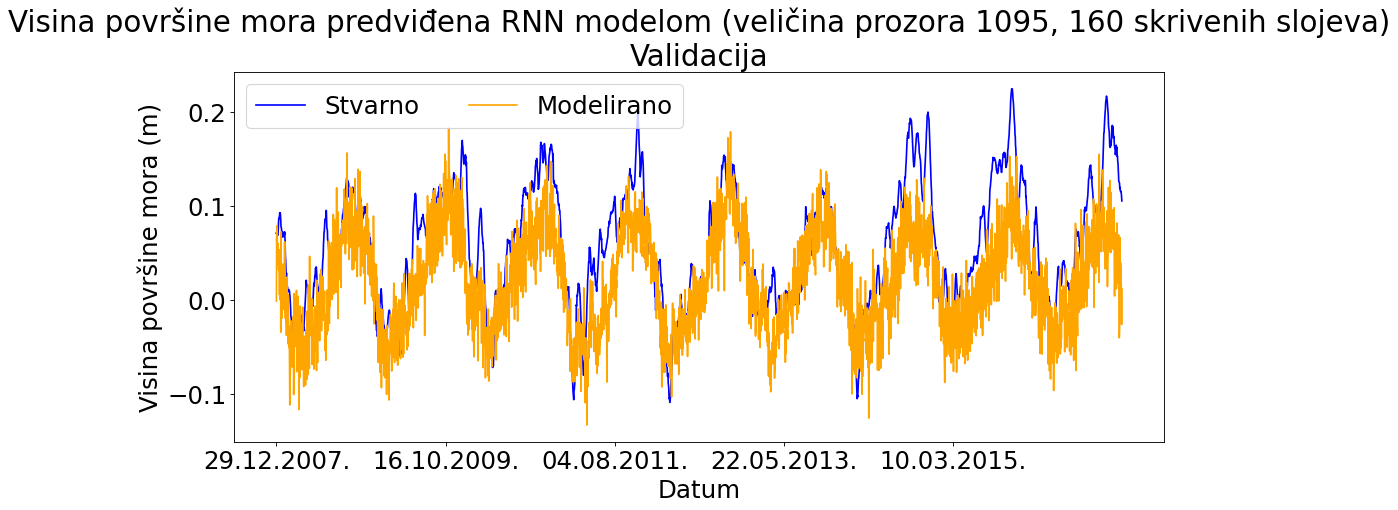 Visina površine mora predviđena RNN modelom (veličina prozora 1095, 160 skrivenih slojeva)
Validacija
Stvarno Modelirano
Visina površine mora (m)
0.2
0.1
0.0
−0.1
29.12.2007. 16.10.2009. 04.08.2011. 22.05.2013. 10.03.2015.
Datum